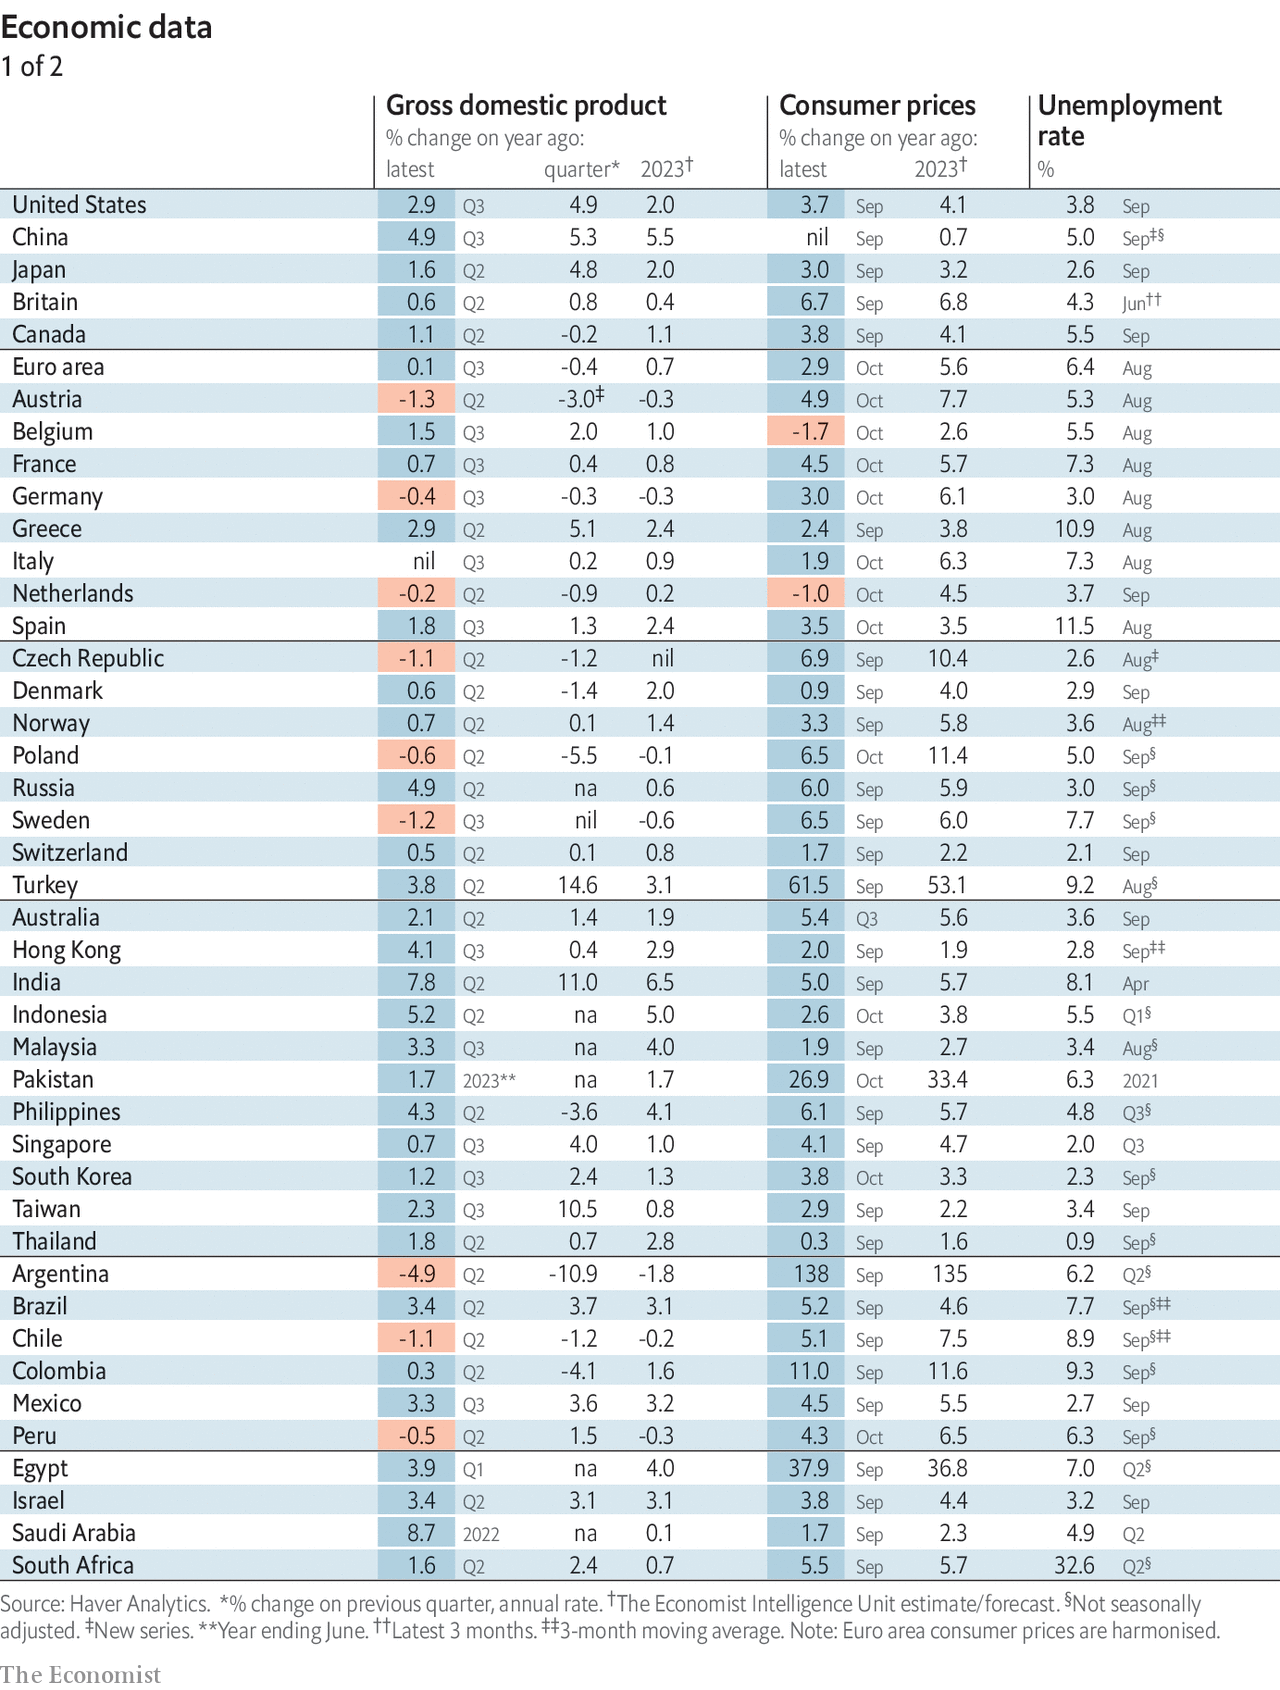 Economic data
1 of 2
Gross domestic product Consumer prices Unemployment
% change on year ago: % change on year ago: rate
latest quarter* 2023† latest 2023† %
United States 2.9 Q3 4.9 2.0 3.7 Sep 4.1 3.8 Sep
China 4.9 Q3 5.3 5.5 nil Sep 0.7 5.0 Sep‡§
Japan 1.6 Q2 4.8 2.0 3.0 Sep 3.2 2.6 Sep
Britain 0.6 Q2 0.8 0.4 6.7 Sep 6.8 4.3 Jun††
Canada 1.1 Q2 -0.2 1.1 3.8 Sep 4.1 5.5 Sep
Euro area 0.1 Q3 -0.4 0.7 2.9 Oct 5.6 6.4 Aug
Austria -1.3 Q2 -3.0‡ -0.3 4.9 Oct 7.7 5.3 Aug
Belgium 1.5 Q3 2.0 1.0 -1.7 Oct 2.6 5.5 Aug
France 0.7 Q3 0.4 0.8 4.5 Oct 5.7 7.3 Aug
Germany -0.4 Q3 -0.3 -0.3 3.0 Oct 6.1 3.0 Aug
Greece 2.9 Q2 5.1 2.4 2.4 Sep 3.8 10.9 Aug
Italy nil Q3 0.2 0.9 1.9 Oct 6.3 7.3 Aug
Netherlands -0.2 Q2 -0.9 0.2 -1.0 Oct 4.5 3.7 Sep
Spain 1.8 Q3 1.3 2.4 3.5 Oct 3.5 11.5 Aug
Czech Republic -1.1 Q2 -1.2 nil 6.9 Sep 10.4 2.6 Aug‡
Denmark 0.6 Q2 -1.4 2.0 0.9 Sep 4.0 2.9 Sep
Norway 0.7 Q2 0.1 1.4 3.3 Sep 5.8 3.6 Aug‡‡
Poland -0.6 Q2 -5.5 -0.1 6.5 Oct 11.4 5.0 Sep§
Russia 4.9 Q2 na 0.6 6.0 Sep 5.9 3.0 Sep§
Sweden -1.2 Q3 nil -0.6 6.5 Sep 6.0 7.7 Sep§
Switzerland 0.5 Q2 0.1 0.8 1.7 Sep 2.2 2.1 Sep
Turkey 3.8 Q2 14.6 3.1 61.5 Sep 53.1 9.2 Aug§
Australia 2.1 Q2 1.4 1.9 5.4 Q3 5.6 3.6 Sep
Hong Kong 4.1 Q3 0.4 2.9 2.0 Sep 1.9 2.8 Sep‡‡
India 7.8 Q2 11.0 6.5 5.0 Sep 5.7 8.1 Apr
Indonesia 5.2 Q2 na 5.0 2.6 Oct 3.8 5.5 Q1§
Malaysia 3.3 Q3 na 4.0 1.9 Sep 2.7 3.4 Aug§
Pakistan 1.7 2023** na 1.7 26.9 Oct 33.4 6.3 2021
Philippines 4.3 Q2 -3.6 4.1 6.1 Sep 5.7 4.8 Q3§
Singapore 0.7 Q3 4.0 1.0 4.1 Sep 4.7 2.0 Q3
South Korea 1.2 Q3 2.4 1.3 3.8 Oct 3.3 2.3 Sep§
Taiwan 2.3 Q3 10.5 0.8 2.9 Sep 2.2 3.4 Sep
Thailand 1.8 Q2 0.7 2.8 0.3 Sep 1.6 0.9 Sep§
Argentina -4.9 Q2 -10.9 -1.8 138 Sep 135 6.2 Q2§
Brazil 3.4 Q2 3.7 3.1 5.2 Sep 4.6 7.7 Sep§‡‡
Chile -1.1 Q2 -1.2 -0.2 5.1 Sep 7.5 8.9 Sep§‡‡
Colombia 0.3 Q2 -4.1 1.6 11.0 Sep 11.6 9.3 Sep§
Mexico 3.3 Q3 3.6 3.2 4.5 Sep 5.5 2.7 Sep
Peru -0.5 Q2 1.5 -0.3 4.3 Oct 6.5 6.3 Sep§
Egypt 3.9 Q1 na 4.0 37.9 Sep 36.8 7.0 Q2§
Israel 3.4 Q2 3.1 3.1 3.8 Sep 4.4 3.2 Sep
Saudi Arabia 8.7 2022 na 0.1 1.7 Sep 2.3 4.9 Q2
South Africa 1.6 Q2 2.4 0.7 5.5 Sep 5.7 32.6 Q2§
Source: Haver Analytics. *% change on previous quarter, annual rate. †The Economist Intelligence Unit estimate/forecast. §Not seasonally
adjusted. ‡New series. **Year ending June. ††Latest 3 months. ‡‡3-month moving average. Note: Euro area consumer prices are harmonised.
The Economist